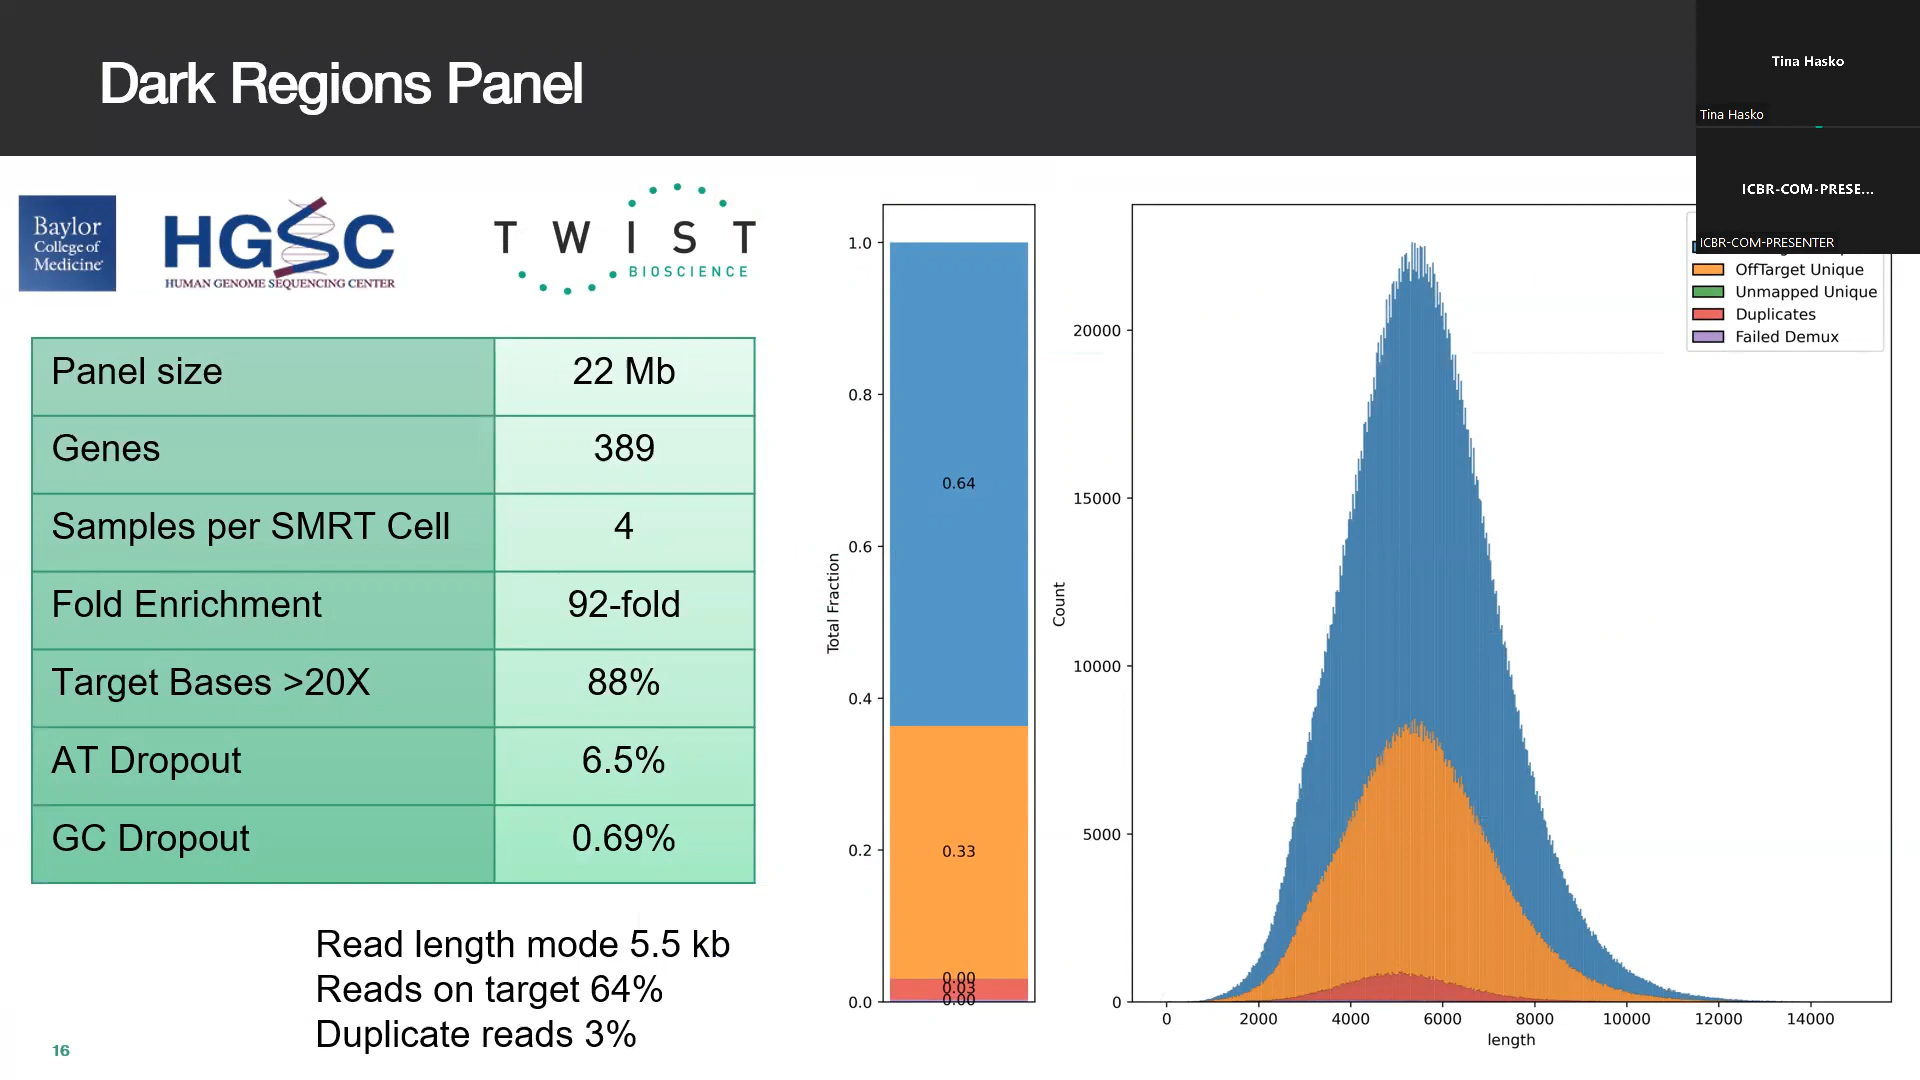 Dark Regions Panel
Tina Hasko
Tina Hasko
ICBR-COM-PRESE...
ICBR-COM-PRESENTER
Baylor
College of
Medicine
HGSC
HUMAN GENOME SEQUENCING CENTER
TWIST
BIOSCIENCE
Panel size 22 Mb
Genes 389
Samples per SMRT Cell 4
Fold Enrichment 92-fold
Target Bases >20X 88%
AT Dropout 6.5%
GC Dropout 0.69%
Read length mode 5.5 kb
Reads on target 64%
Duplicate reads 3%
16
Total Fraction
1.0
0.8
0.6
0.4
0.2
0.0
0.64
0.33
0.00
0.03
0.00
Count
20000
15000
10000
5000
0
0 2000 4000 6000 8000 10000 12000 14000
length
OffTarget Unique
Unmapped Unique
Duplicates
Failed Demux